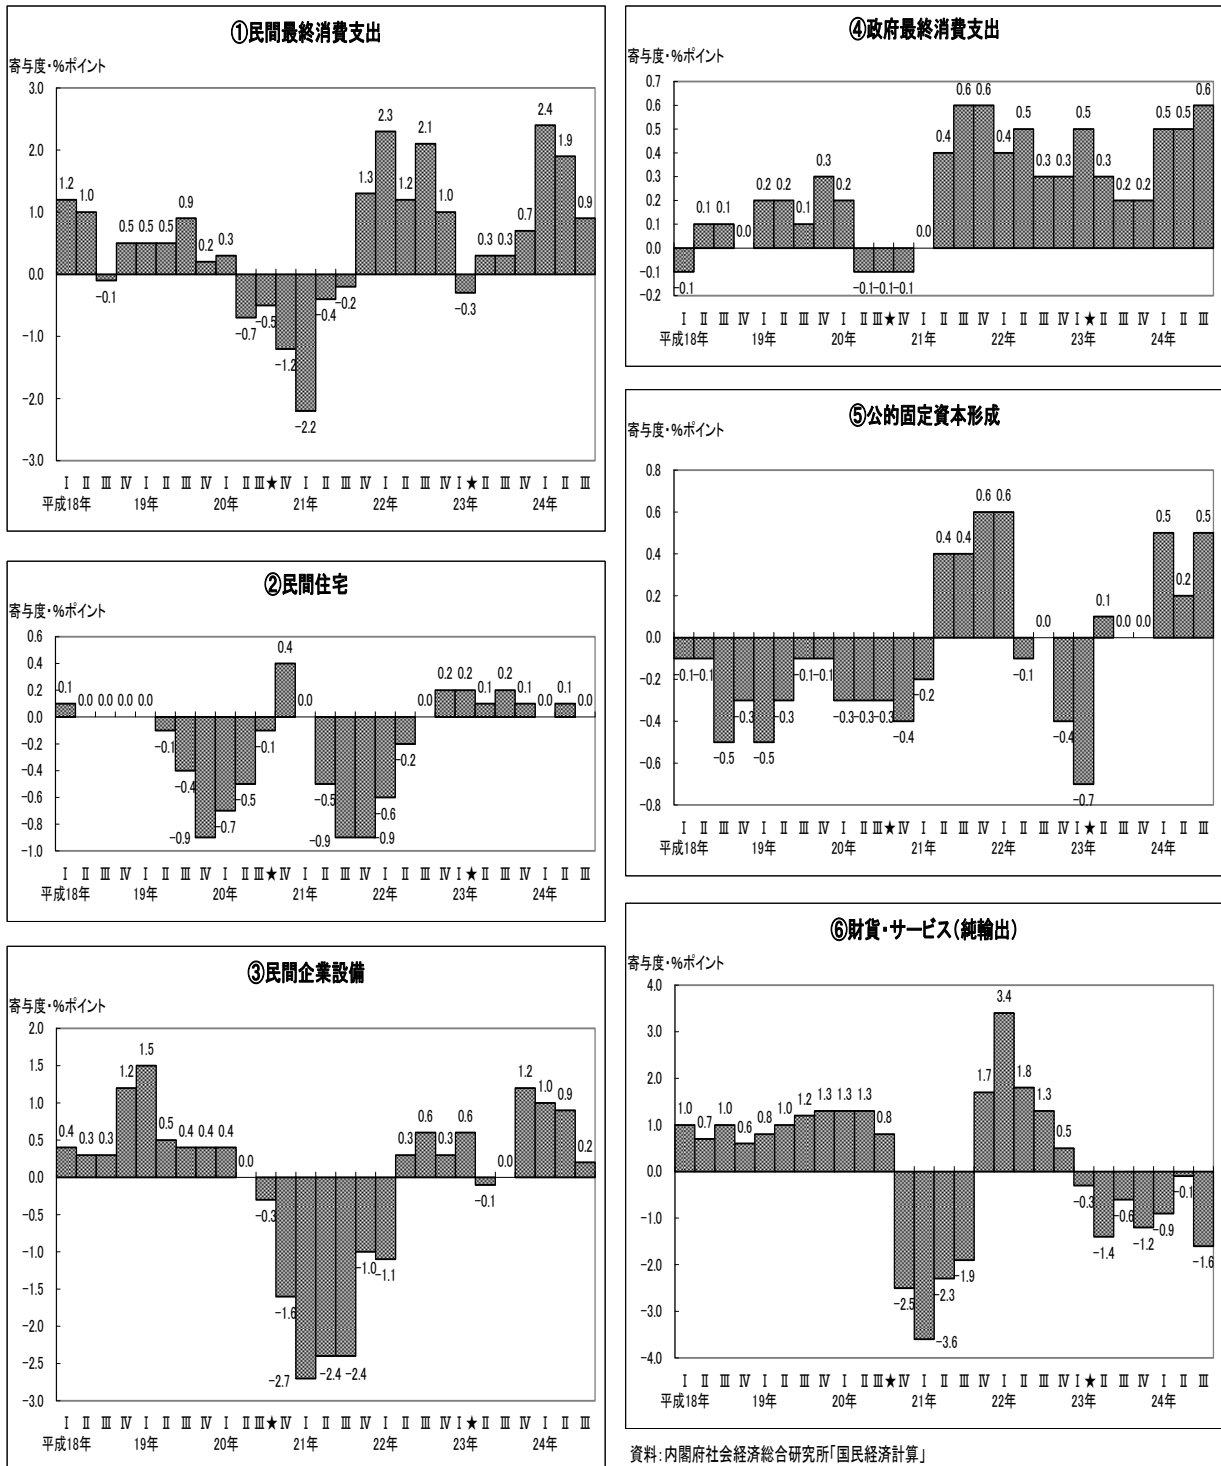 ①民間最終消費支出
寄与度・%ポイント
3.0
2.0
1.0
0.0
-1.0
-2.0
-3.0
1.2 1.0 -0.1 0.5 0.5 0.5 0.9 0.2 0.3 -0.7 -0.5 -1.2 -2.2 -0.4 -0.2 1.3 2.3 1.2 2.1 1.0 -0.3 0.3 0.3 0.7 2.4 1.9 0.9
Ⅰ Ⅱ Ⅲ Ⅳ Ⅰ Ⅱ Ⅲ Ⅳ Ⅰ Ⅱ Ⅲ★Ⅳ Ⅰ Ⅱ Ⅲ Ⅳ Ⅰ Ⅱ Ⅲ Ⅳ Ⅰ★Ⅱ Ⅲ Ⅳ Ⅰ Ⅱ Ⅲ
平成18年 19年 20年 21年 22年 23年 24年
②民間住宅
寄与度・%ポイント
0.6
0.4
0.2
0.0
-0.2
-0.4
-0.6
-0.8
-1.0
0.1 0.0 0.0 0.0 0.0 -0.1 -0.4 -0.9 -0.7 -0.5 -0.1 0.4 0.0 -0.5 -0.9 -0.9 -0.6 -0.2 0.0 0.2 0.2 0.1 0.2 0.1 0.0 0.1 0.0
Ⅰ Ⅱ Ⅲ Ⅳ Ⅰ Ⅱ Ⅲ Ⅳ Ⅰ Ⅱ Ⅲ★Ⅳ Ⅰ Ⅱ Ⅲ Ⅳ Ⅰ Ⅱ Ⅲ Ⅳ Ⅰ★Ⅱ Ⅲ Ⅳ Ⅰ Ⅱ Ⅲ
平成18年 19年 20年 21年 22年 23年 24年
③民間企業設備
寄与度・%ポイント
2.0
1.5
1.0
0.5
0.0
-0.5
-1.0
-1.5
-2.0
-2.5
-3.0
0.4 0.3 0.3 1.2 1.5 0.5 0.4 0.4 0.4 0.0 -0.3 -1.6 -2.7 -2.4 -2.4 -1.0 -1.1 0.3 0.6 0.3 0.6 -0.1 0.0 1.2 1.0 0.9 0.2
Ⅰ Ⅱ Ⅲ Ⅳ Ⅰ Ⅱ Ⅲ Ⅳ Ⅰ Ⅱ Ⅲ★Ⅳ Ⅰ Ⅱ Ⅲ Ⅳ Ⅰ Ⅱ Ⅲ Ⅳ Ⅰ★Ⅱ Ⅲ Ⅳ Ⅰ Ⅱ Ⅲ
平成18年 19年 20年 21年 22年 23年 24年
④政府最終消費支出
寄与度・%ポイント
0.7
0.6
0.5
0.4
0.3
0.2
0.1
0.0
-0.1
-0.2
-0.1 0.1 0.1 0.0 0.2 0.2 0.1 0.3 0.2 -0.1 -0.1 -0.1 0.0 0.4 0.6 0.6 0.4 0.5 0.3 0.3 0.5 0.3 0.2 0.2 0.5 0.5 0.6
Ⅰ Ⅱ Ⅲ Ⅳ Ⅰ Ⅱ Ⅲ Ⅳ Ⅰ Ⅱ Ⅲ★Ⅳ Ⅰ Ⅱ Ⅲ Ⅳ Ⅰ Ⅱ Ⅲ Ⅳ Ⅰ★Ⅱ Ⅲ Ⅳ Ⅰ Ⅱ Ⅲ
平成18年 19年 20年 21年 22年 23年 24年
⑤公的固定資本形成
寄与度・%ポイント
0.8
0.6
0.4
0.2
0.0
-0.2
-0.4
-0.6
-0.8
-0.1 -0.1 -0.5 -0.3 -0.5 -0.3 -0.1 -0.1 -0.3 -0.3 -0.3 -0.4 -0.2 0.4 0.4 0.6 0.6 -0.1 0.0 -0.4 -0.7 0.1 0.0 0.0 0.5 0.2 0.5
Ⅰ Ⅱ Ⅲ Ⅳ Ⅰ Ⅱ Ⅲ Ⅳ Ⅰ Ⅱ Ⅲ★Ⅳ Ⅰ Ⅱ Ⅲ Ⅳ Ⅰ Ⅱ Ⅲ Ⅳ Ⅰ★Ⅱ Ⅲ Ⅳ Ⅰ Ⅱ Ⅲ
平成18年 19年 20年 21年 22年 23年 24年
⑥財貨・サービス(純輸出)
寄与度・%ポイント
4.0
3.0
2.0
1.0
0.0
-1.0
-2.0
-3.0
-4.0
1.0 0.7 1.0 0.6 0.8 1.0 1.2 1.3 1.3 1.3 0.8 -2.5 -3.6 -2.3 -1.9 1.7 3.4 1.8 1.3 0.5 -0.3 -1.4 -0.6 -1.2 -0.9 -0.1 -1.6
Ⅰ Ⅱ Ⅲ Ⅳ Ⅰ Ⅱ Ⅲ Ⅳ Ⅰ Ⅱ Ⅲ★Ⅳ Ⅰ Ⅱ Ⅲ Ⅳ Ⅰ Ⅱ Ⅲ Ⅳ Ⅰ★Ⅱ Ⅲ Ⅳ Ⅰ Ⅱ Ⅲ
平成18年 19年 20年 21年 22年 23年 24年
資料:内閣府社会経済総合研究所「国民経済計算」